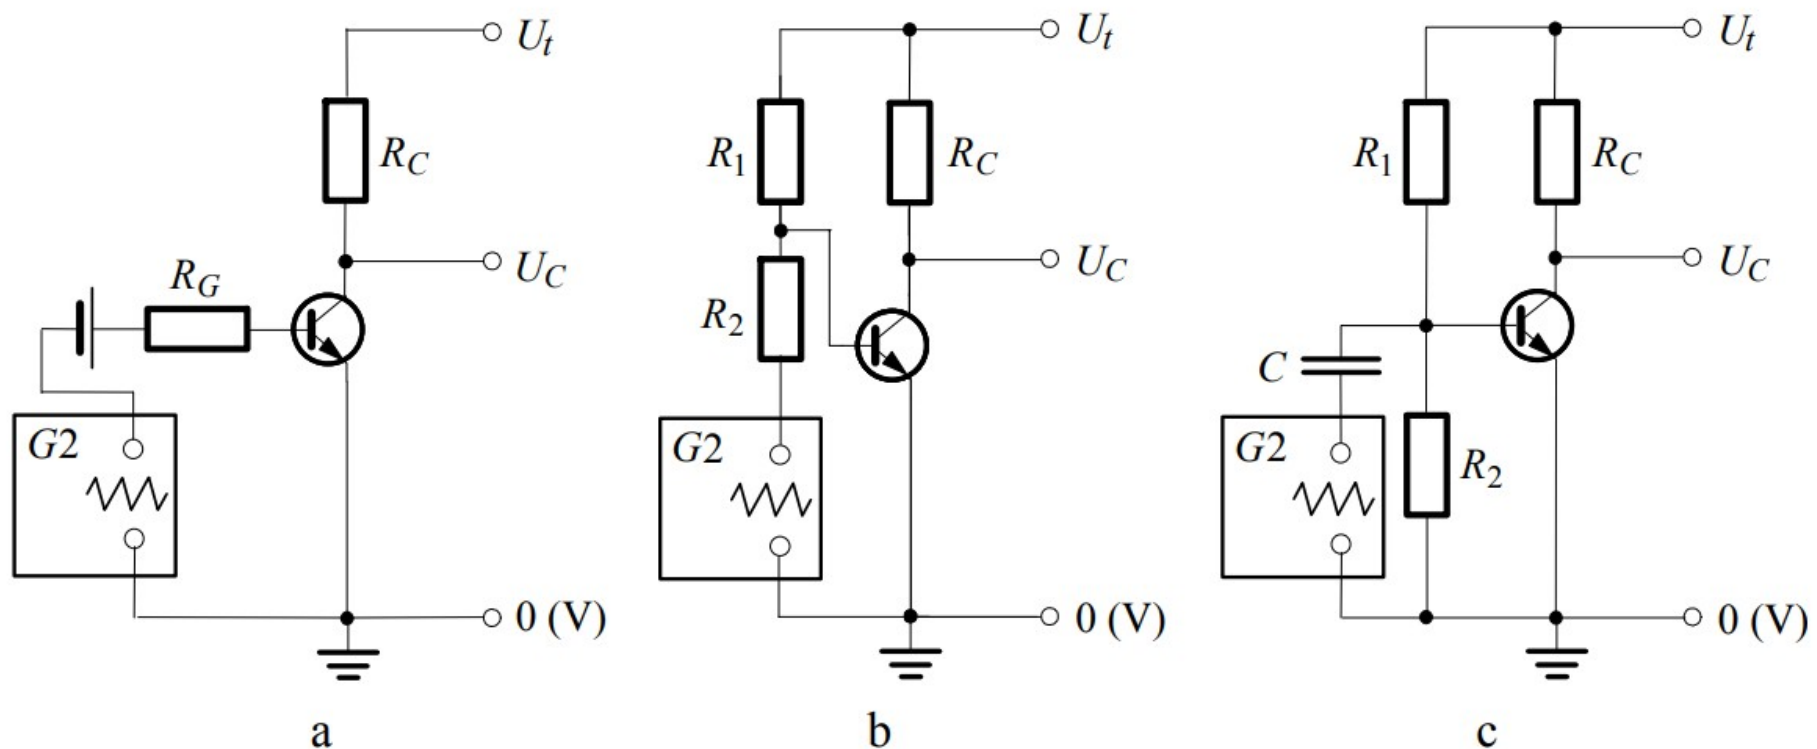 U_t
R_C
U_C
R_G
G2
0 (V)
a
U_t
R_1
R_C
U_C
R_2
G2
0 (V)
b
U_t
R_1
R_C
U_C
C
G2
R_2
0 (V)
c